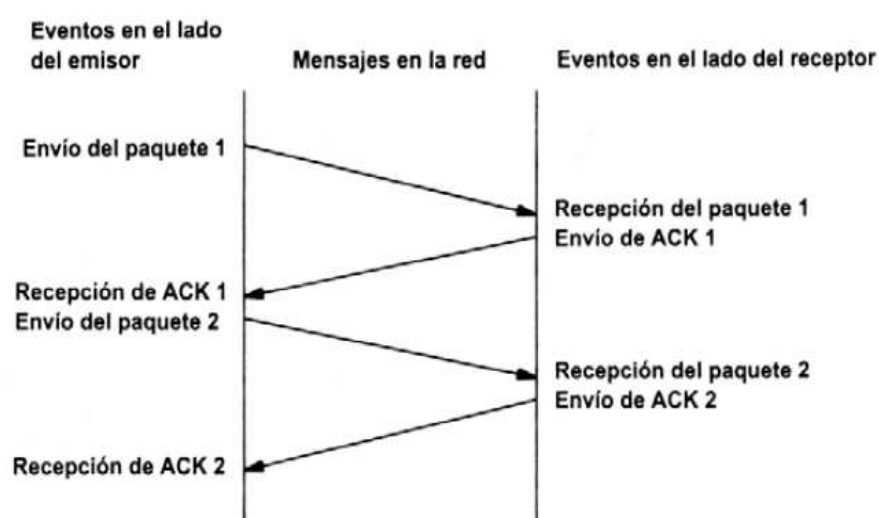 Eventos en el lado
del emisor
Mensajes en la red
Eventos en el lado del receptor
Envío del paquete 1
Recepción del paquete 1
Envío de ACK 1
Recepción de ACK 1
Envío del paquete 2
Recepción del paquete 2
Envío de ACK 2
Recepción de ACK 2